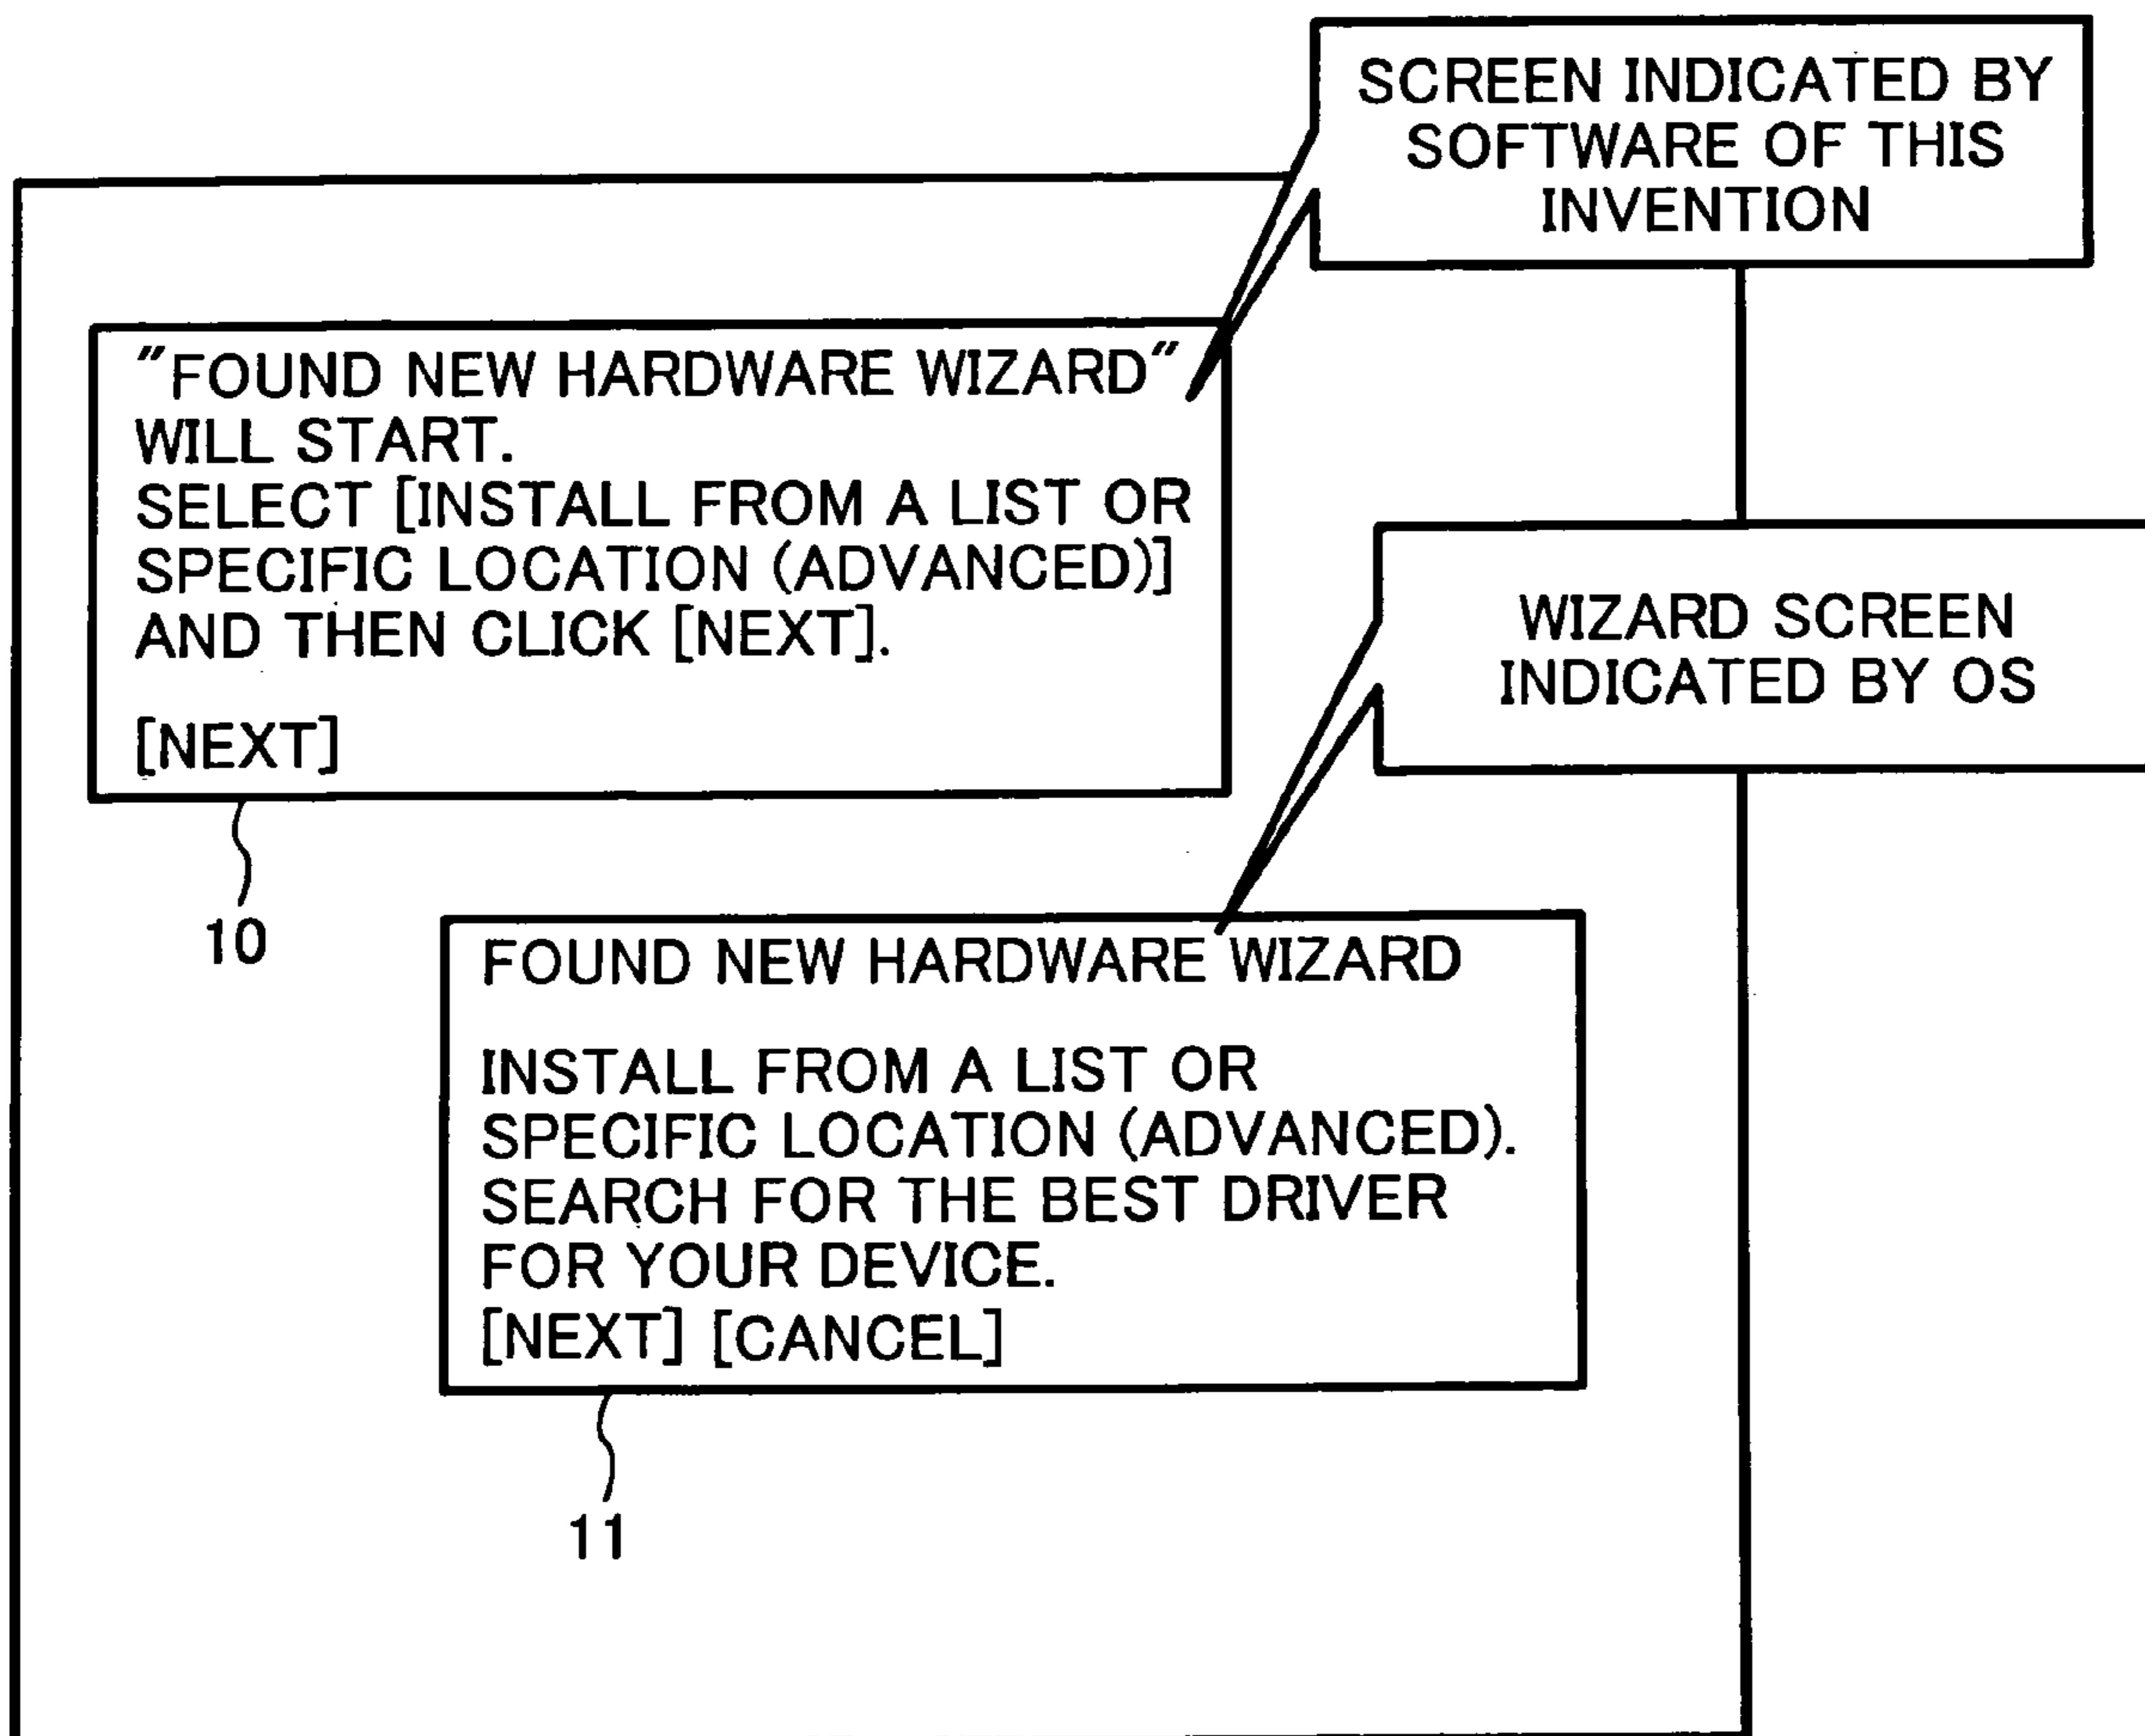 SCREEN INDICATED BY
SOFTWARE OF THIS
INVENTION
"FOUND NEW HARDWARE WIZARD"
WILL START.
SELECT [INSTALL FROM A LIST OR
SPECIFIC LOCATION (ADVANCED)]
AND THEN CLICK [NEXT].
[NEXT]
10
WIZARD SCREEN
INDICATED BY OS
FOUND NEW HARDWARE WIZARD
INSTALL FROM A LIST OR
SPECIFIC LOCATION (ADVANCED).
SEARCH FOR THE BEST DRIVER
FOR YOUR DEVICE.
[NEXT] [CANCEL]
11